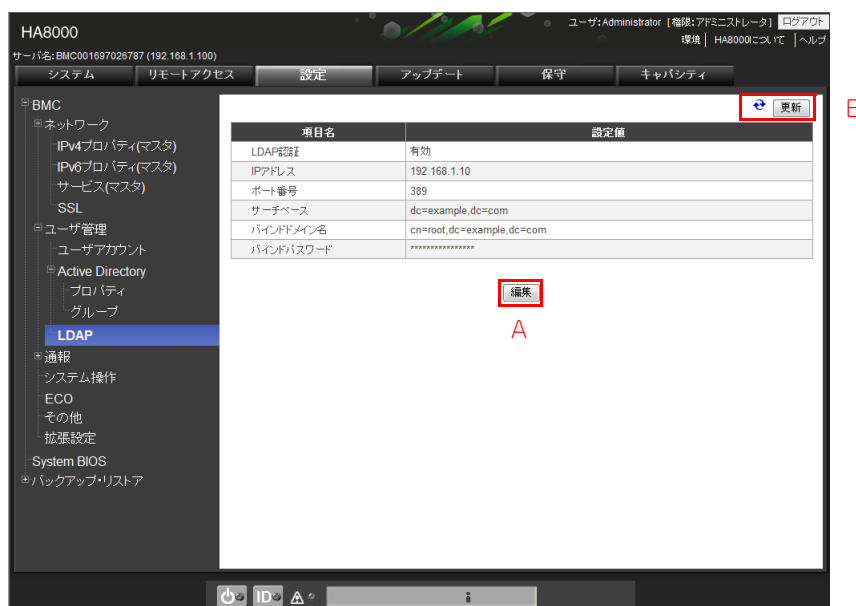 HA8000
ユーザ:Administrator [権限:アドミニストレータ] ログアウト
環境 | HA8000について | ヘルプ
サーバ名:BMC001697026787 (192.168.1.100)
システム リモートアクセス 設定 アップデート 保守 キャパシティ
BMC
ネットワーク
IPv4プロパティ(マスタ)
IPv6プロパティ(マスタ)
サービス(マスタ)
SSL
ユーザ管理
ユーザアカウント
Active Directory
プロパティ
グループ
LDAP
通報
システム操作
ECO
その他
拡張設定
System BIOS
バックアップ・リストア
更新
B
項目名 設定値
LDAP認証 有効
IPアドレス 192.168.1.10
ポート番号 389
サーチベース dc=example,dc=com
バインドドメイン名 cn=root,dc=example,dc=com
バインドパスワード ***************
編集
A
ID